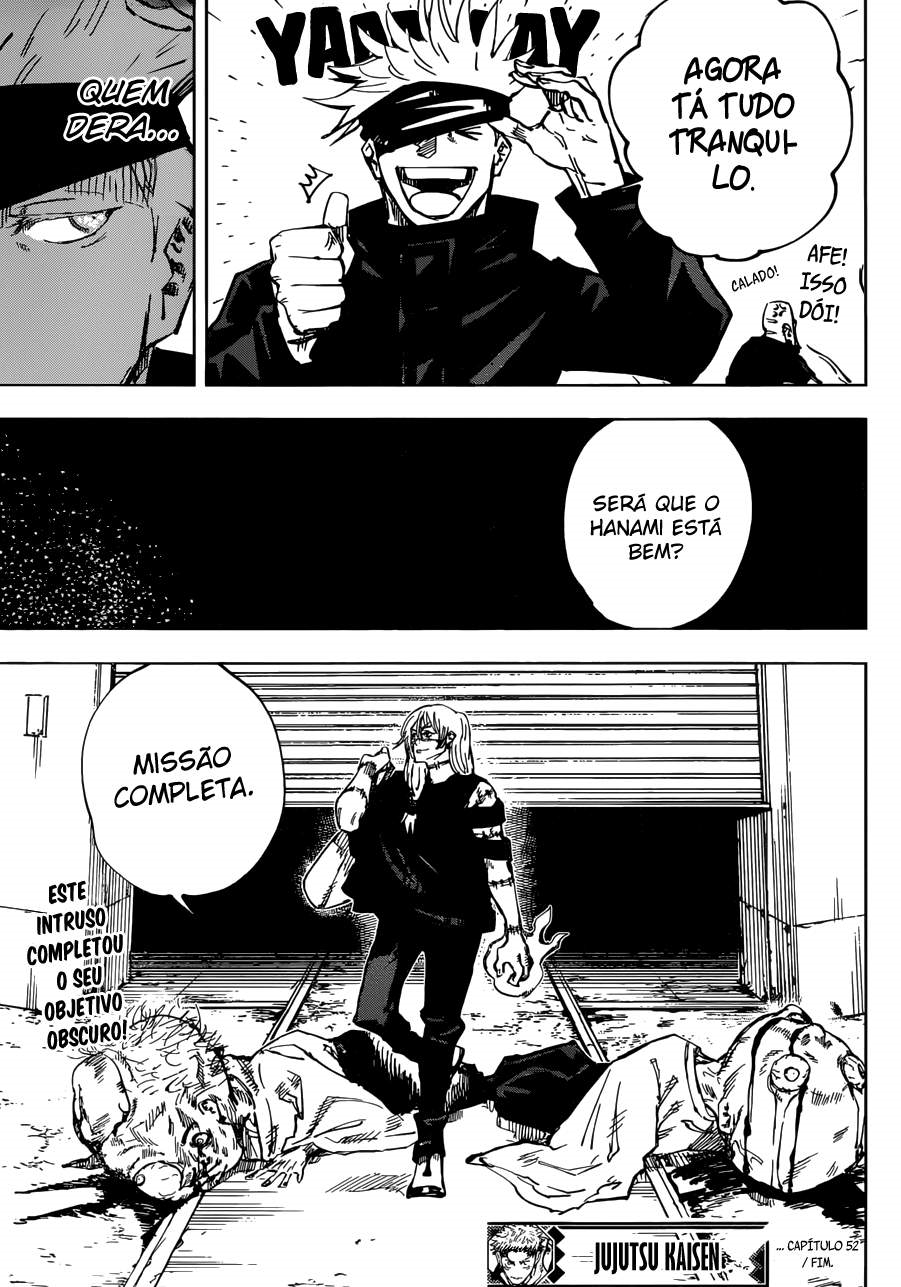 YAAAAAY
AGORA
TÁ TUDO
TRANQUI-
LO.
AFE!
ISSO
DÓI!
CALADO!
QUEM
DERA...
SERÁ QUE O
HANAMI ESTÁ
BEM?
MISSÃO
COMPLETA.
ESTE
INTRUSO
COMPLETOU
O SEU
OBJETIVO
OBSCURO!
JUJUTSU KAISEN
... CAPÍTULO 52
/ FIM.